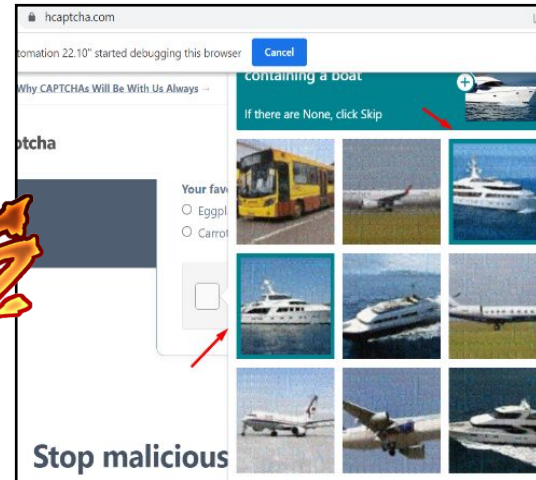 hcaptcha.com
tomation 22.10" started debugging this browser
Cancel
Why CAPTCHAs Will Be With Us Always →
ptcha
containing a boat
If there are None, click Skip
Your fav
Eggpl
Carrot
Stop malicious